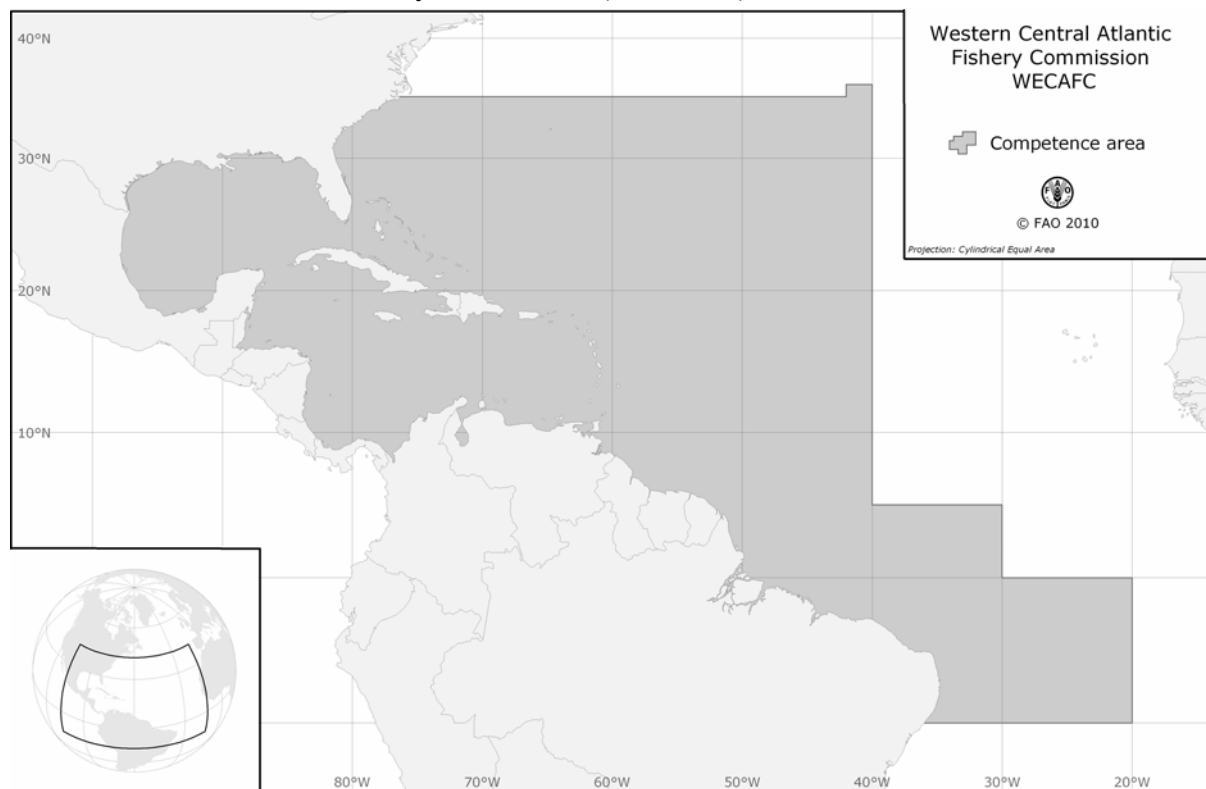 Western Central Atlantic
Fishery Commission
WECAFC
Competence area
F A O
© FAO 2010
Projection: Cylindrical Equal Area
40°N
30°N
20°N
10°N
80°W 70°W 60°W 50°W 40°W 30°W 20°W